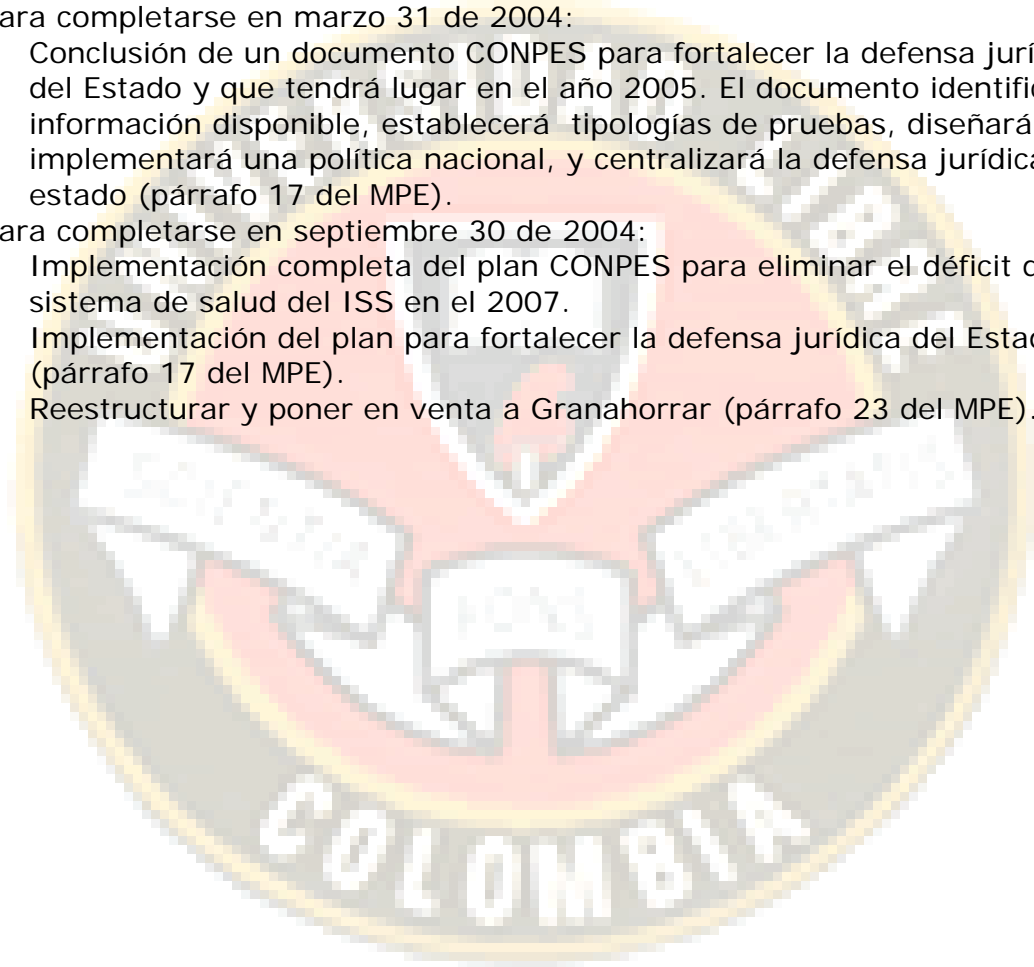 ara completarse en marzo 31 de 2004:
Conclusión de un documento CONPES para fortalecer la defensa jurí
del Estado y que tendrá lugar en el año 2005. El documento identific
información disponible, establecerá tipologías de pruebas, diseñará
implementará una política nacional, y centralizará la defensa jurídica
estado (párrafo 17 del MPE).
ara completarse en septiembre 30 de 2004:
Implementación completa del plan CONPES para eliminar el déficit d
sistema de salud del ISS en el 2007.
Implementación del plan para fortalecer la defensa jurídica del Estad
(párrafo 17 del MPE).
Reestructurar y poner en venta a Granahorrar (párrafo 23 del MPE).
UNIVERSIDAD LIBRE
SCIENTIA FONS LIBERTATIS
COLOMBIA